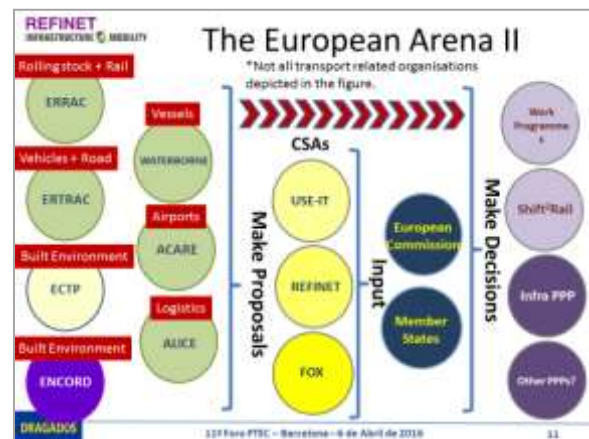 REFINET
INFRASTRUCTURE MOBILITY
The European Arena II
*Not all transport related organisations
depicted in the figure.
Rollingstock + Rail
ERRAC
Vessels
WATERBORNE
Vehicles + Road
ERTRAC
Airports
ACARE
Built Environment
ECTP
Logistics
ALICE
Built Environment
ENCORD
Make Proposals
CSAs
USE-IT
REFINET
FOX
Input
European
Commission
Member
States
Make Decisions
Work
Programme
s
Shift²Rail
Infra PPP
Other PPPs?
DRAGADOS
11º Foro PTEC – Barcelona - 6 de Abril de 2016
11